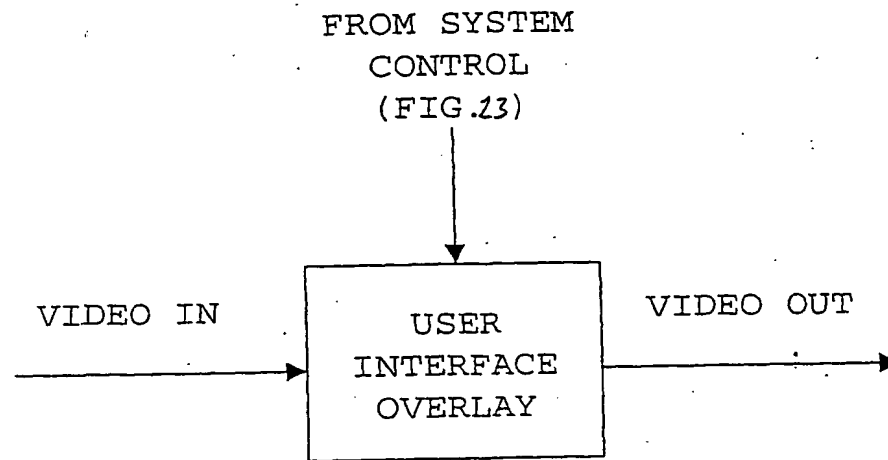 FROM SYSTEM
CONTROL
(FIG.23)
VIDEO IN
USER
INTERFACE
OVERLAY
VIDEO OUT